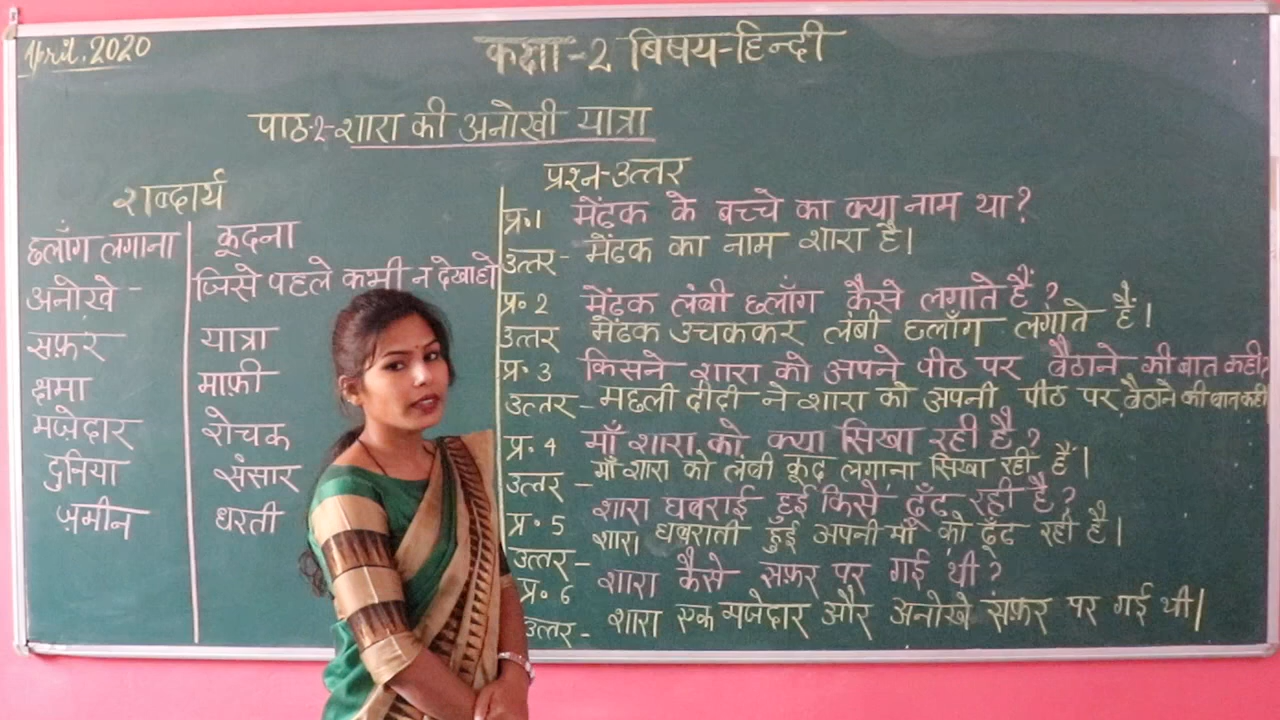 April. 2020
कक्षा-2 बिषय-हिन्दी
पाठ-2-शारा की अनोखी यात्रा
शब्दार्थ
छलाँग लगाना कूदना
अनोखे - जिसे पहले कभी न देखा हो
सफ़र यात्रा
क्षमा माफ़ी
मज़ेदार रोचक
दुनिया संसार
ज़मीन धरती
प्रश्न-उत्तर
प्र॰1 मेंढक के बच्चे का क्या नाम था?
उत्तर- मेंढक का नाम शारा है।
प्र॰ 2 मेंढक लंबी छलाँग कैसे लगाते हैं?
उत्तर मेंढक उचककर लंबी छलाँग लगाते हैं।
प्र॰ 3 किसने शारा को अपने पीठ पर बैठाने की बात कही?
उत्तर- मछली दीदी ने शारा को अपनी पीठ पर बैठाने की बात कही
प्र॰ 4 माँ शारा को क्या सिखा रही है?
उत्तर - माँ शारा को लंबी कूद लगाना सिखा रहीं हैं।
प्र॰ 5 शारा घबराई हुई किसे ढूँढ रही है?
उत्तर- शारा घबराती हुई अपनी माँ को ढूँढ रही है।
प्र॰ 6 शारा कैसे सफ़र पर गई थी?
उत्तर- शारा एक मजेदार और अनोखे सफ़र पर गई थी।